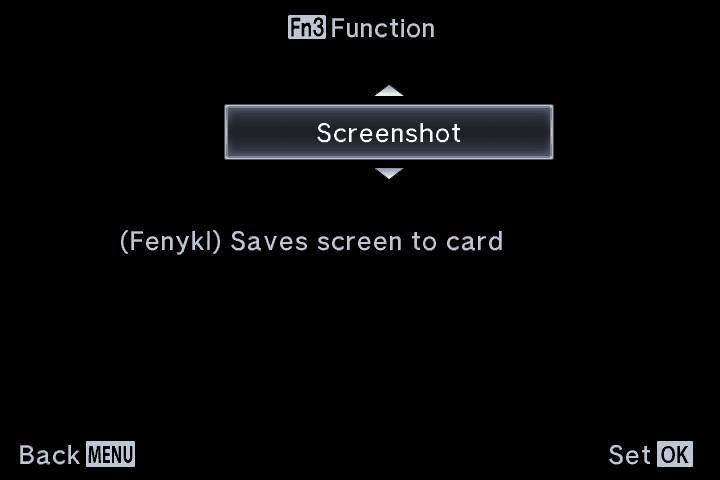 Fn3 Function
Screenshot
(Fenykl) Saves screen to card
Back MENU
Set OK